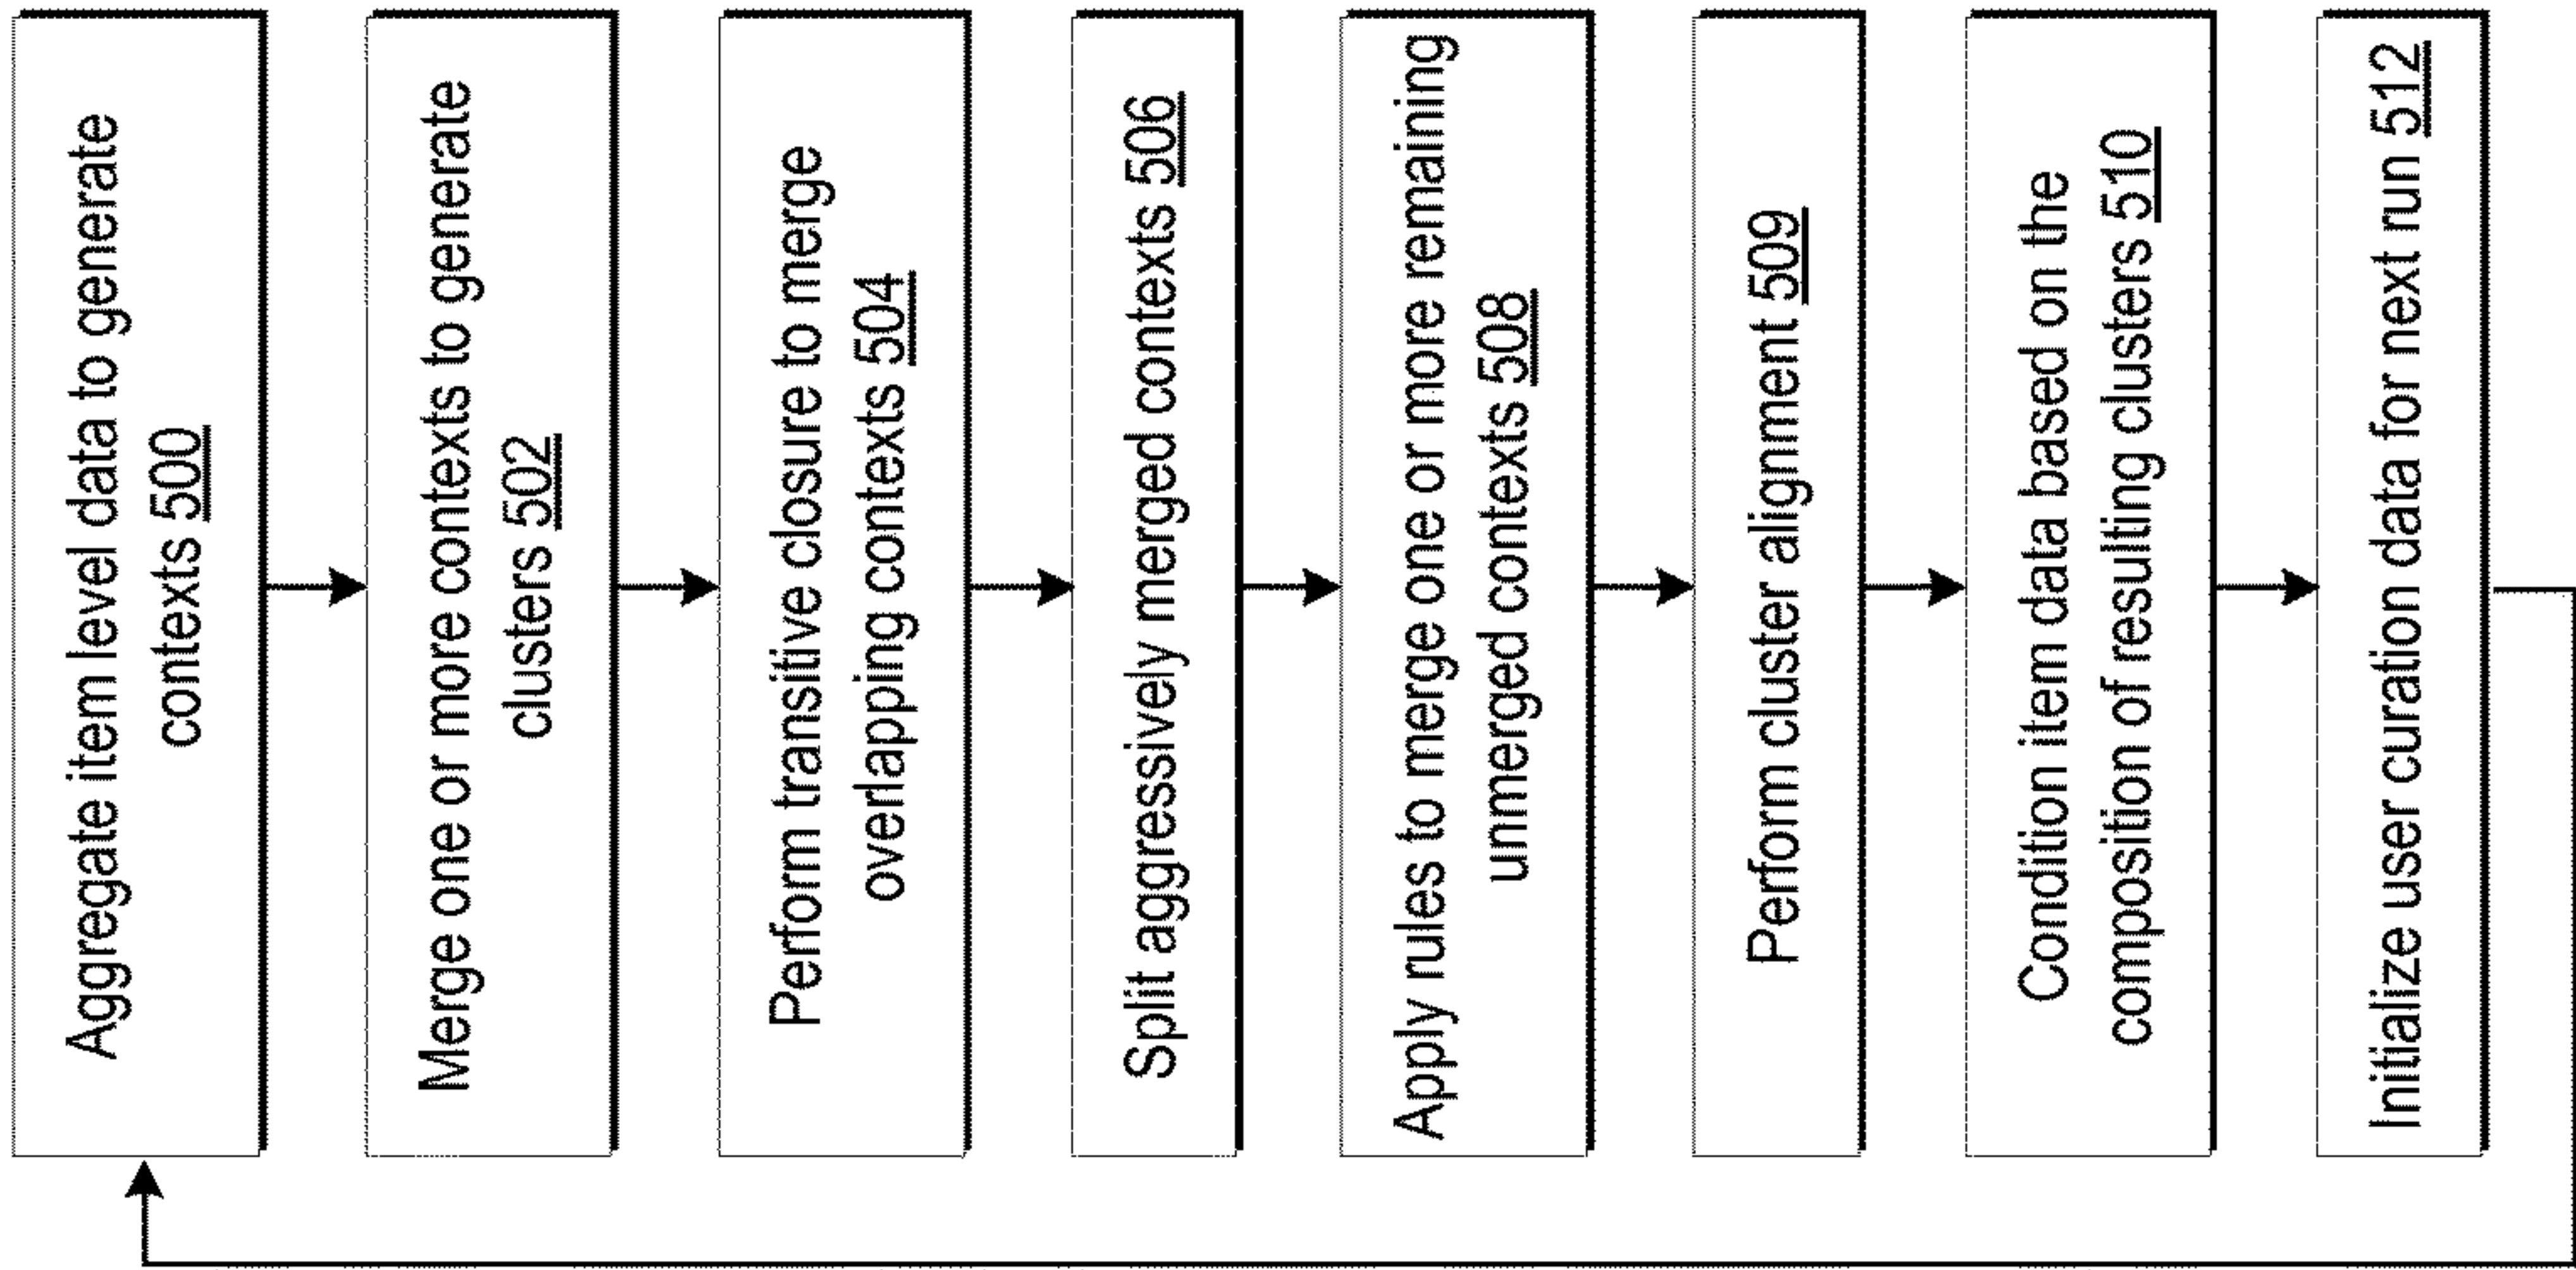 Aggregate item level data to generate
contexts 500
Merge one or more contexts to generate
clusters 502
Perform transitive closure to merge
overlapping contexts 504
Split aggressively merged contexts 506
Apply rules to merge one or more remaining
unmerged contexts 508
Perform cluster alignment 509
Condition item data based on the
composition of resulting clusters 510
Initialize user curation data for next run 512